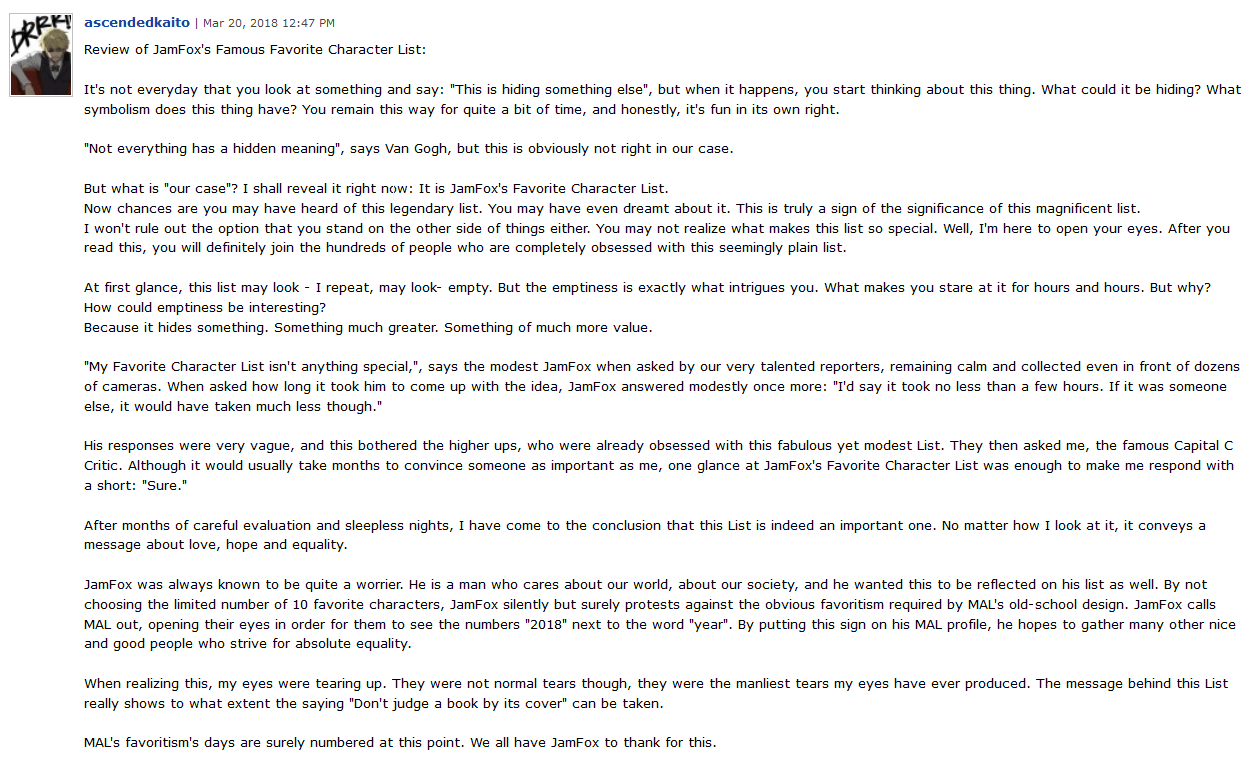 DRRR!
ascendedkaito | Mar 20, 2018 12:47 PM
Review of JamFox's Famous Favorite Character List:
It's not everyday that you look at something and say: "This is hiding something else", but when it happens, you start thinking about this thing. What could it be hiding? What
symbolism does this thing have? You remain this way for quite a bit of time, and honestly, it's fun in its own right.
"Not everything has a hidden meaning", says Van Gogh, but this is obviously not right in our case.
But what is "our case"? I shall reveal it right now: It is JamFox's Favorite Character List.
Now chances are you may have heard of this legendary list. You may have even dreamt about it. This is truly a sign of the significance of this magnificent list.
I won't rule out the option that you stand on the other side of things either. You may not realize what makes this list so special. Well, I'm here to open your eyes. After you
read this, you will definitely join the hundreds of people who are completely obsessed with this seemingly plain list.
At first glance, this list may look - I repeat, may look- empty. But the emptiness is exactly what intrigues you. What makes you stare at it for hours and hours. But why?
How could emptiness be interesting?
Because it hides something. Something much greater. Something of much more value.
"My Favorite Character List isn't anything special,", says the modest JamFox when asked by our very talented reporters, remaining calm and collected even in front of dozens
of cameras. When asked how long it took him to come up with the idea, JamFox answered modestly once more: "I'd say it took no less than a few hours. If it was someone
else, it would have taken much less though."
His responses were very vague, and this bothered the higher ups, who were already obsessed with this fabulous yet modest List. They then asked me, the famous Capital C
Critic. Although it would usually take months to convince someone as important as me, one glance at JamFox's Favorite Character List was enough to make me respond with
a short: "Sure."
After months of careful evaluation and sleepless nights, I have come to the conclusion that this List is indeed an important one. No matter how I look at it, it conveys a
message about love, hope and equality.
JamFox was always known to be quite a worrier. He is a man who cares about our world, about our society, and he wanted this to be reflected on his list as well. By not
choosing the limited number of 10 favorite characters, JamFox silently but surely protests against the obvious favoritism required by MAL's old-school design. JamFox calls
MAL out, opening their eyes in order for them to see the numbers "2018" next to the word "year". By putting this sign on his MAL profile, he hopes to gather many other nice
and good people who strive for absolute equality.
When realizing this, my eyes were tearing up. They were not normal tears though, they were the manliest tears my eyes have ever produced. The message behind this List
really shows to what extent the saying "Don't judge a book by its cover" can be taken.
MAL's favoritism's days are surely numbered at this point. We all have JamFox to thank for this.